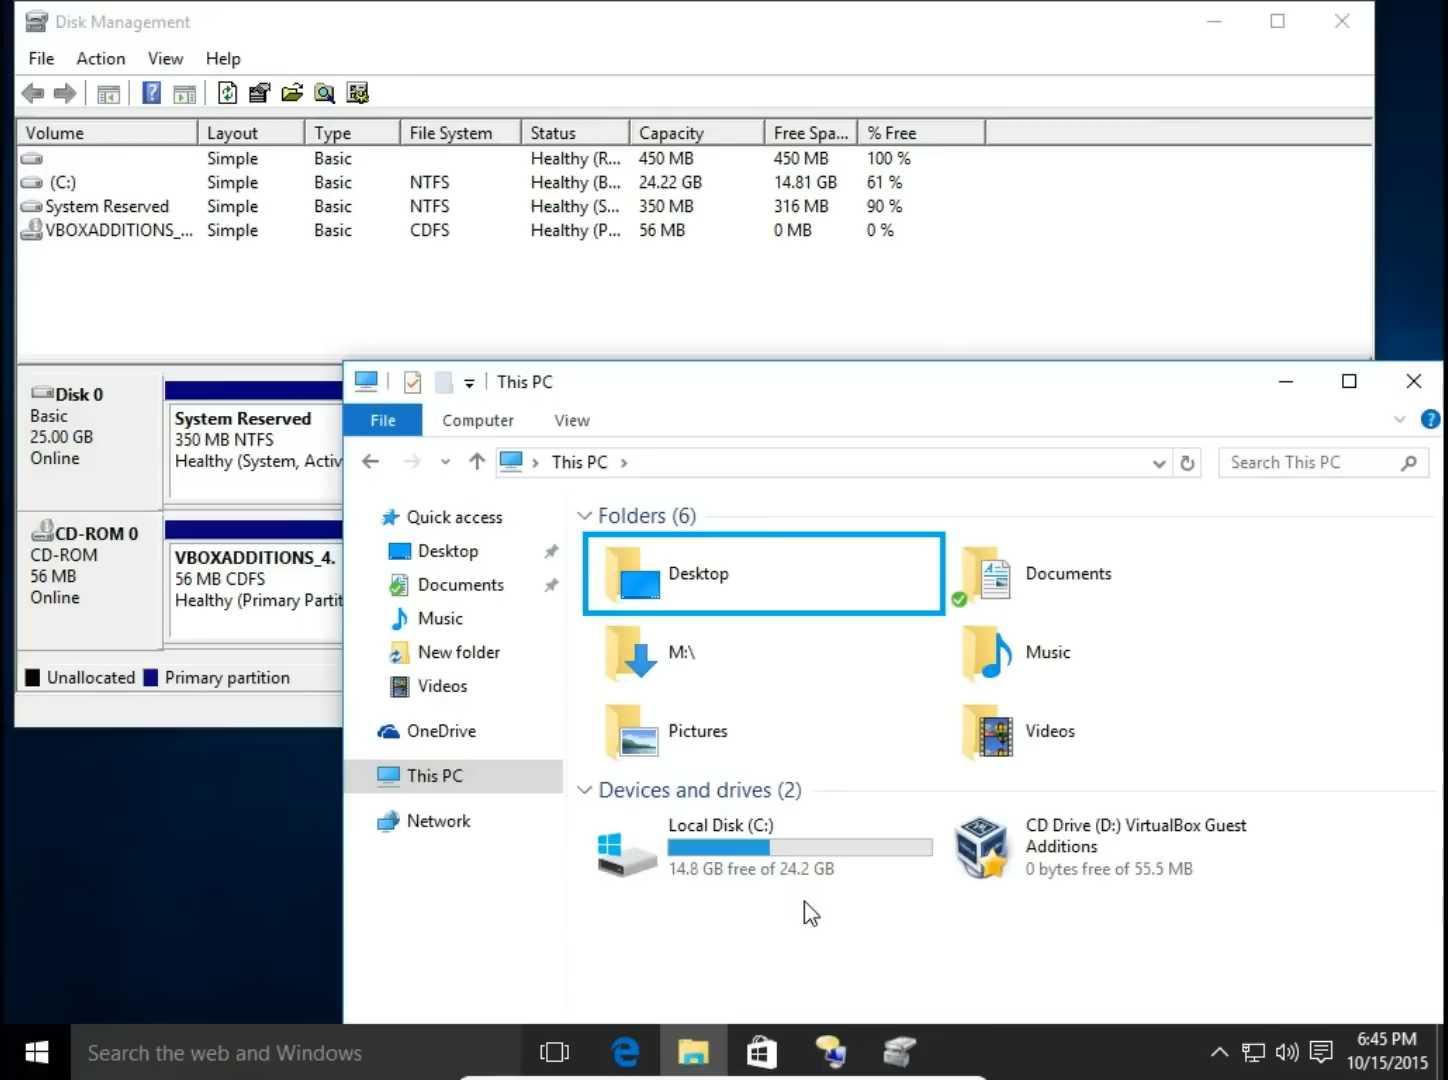 Disk Management
File Action View Help
Volume Layout Type File System Status Capacity Free Spa... % Free
Simple Basic Healthy (R... 450 MB 450 MB 100 %
(C:) Simple Basic NTFS Healthy (B... 24.22 GB 14.81 GB 61 %
System Reserved Simple Basic NTFS Healthy (S... 350 MB 316 MB 90 %
VBOXADDITIONS_... Simple Basic CDFS Healthy (P... 56 MB 0 MB 0 %
Disk 0
Basic
25.00 GB
Online
System Reserved
350 MB NTFS
Healthy (System, Activ
CD-ROM 0
CD-ROM
56 MB
Online
VBOXADDITIONS_4.
56 MB CDFS
Healthy (Primary Partit
Unallocated Primary partition
This PC
File Computer View
This PC
Search This PC
Quick access
Desktop
Documents
Music
New folder
Videos
OneDrive
This PC
Network
Folders (6)
Desktop
Documents
M:\
Music
Pictures
Videos
Devices and drives (2)
Local Disk (C:)
14.8 GB free of 24.2 GB
CD Drive (D:) VirtualBox Guest
Additions
0 bytes free of 55.5 MB
Search the web and Windows
6:45 PM
10/15/2015